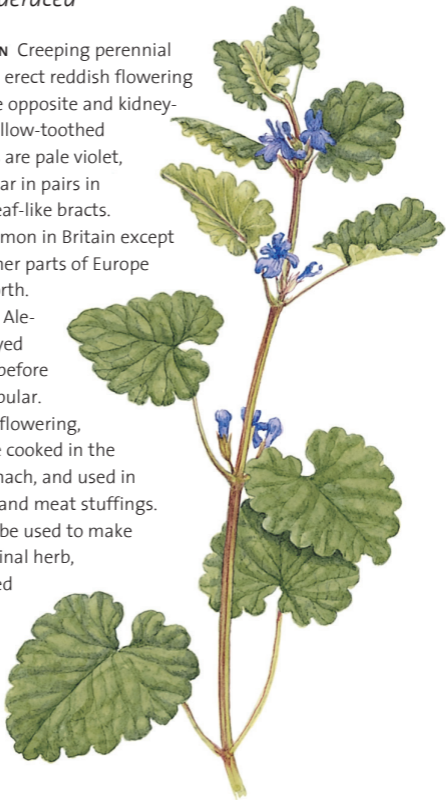 N Creeping perennial
erect reddish flowering
e opposite and kidney-
llow-toothed
are pale violet,
ar in pairs in
eaf-like bracts.
mon in Britain except
her parts of Europe
orth.
Ale-
yed
before
pular.
flowering,
e cooked in the
nach, and used in
and meat stuffings.
be used to make
inal herb,
ed